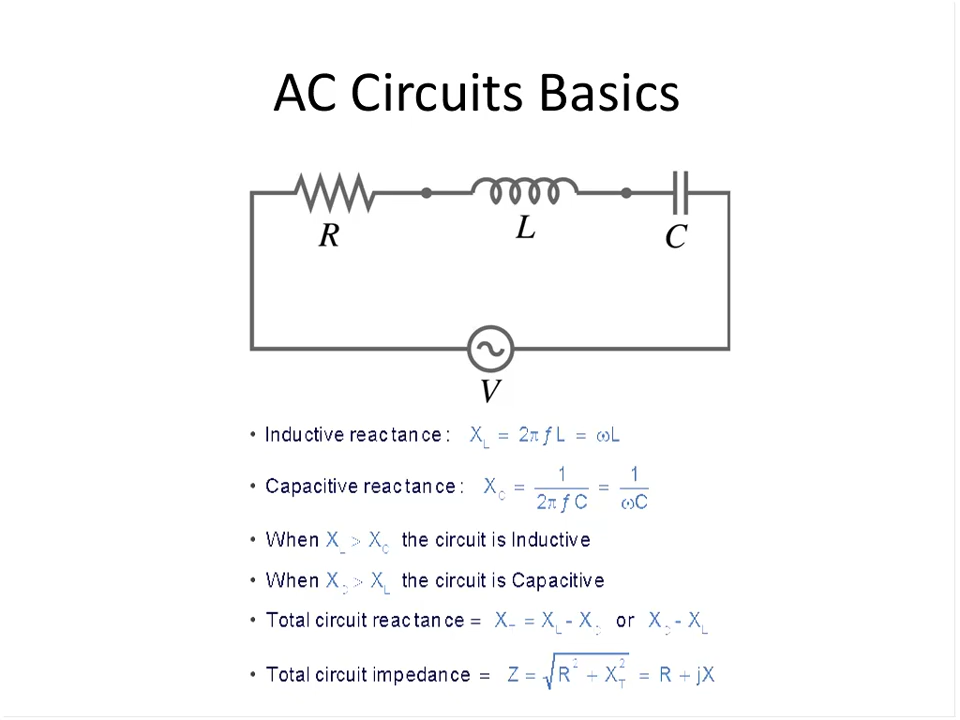 AC Circuits Basics
R L C
V
• Inductive reactance : X_L = 2π f L = ωL
• Capacitive reactance : X_C = 1 / 2π f C = 1 / ωC
• When X_L > X_C the circuit is Inductive
• When X_C > X_L the circuit is Capacitive
• Total circuit reactance = X_T = X_L - X_C or X_C - X_L
• Total circuit impedance = Z = √(R² + X_T²) = R + jX